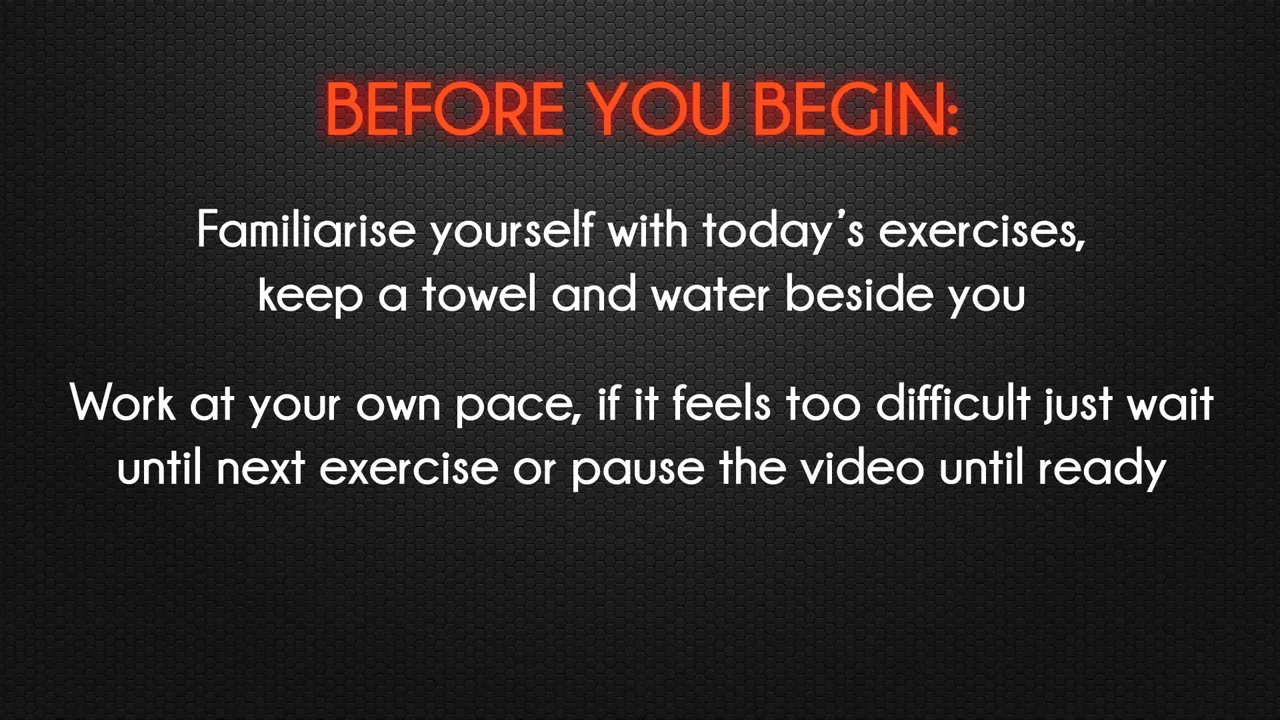 BEFORE YOU BEGIN:
Familiarise yourself with today's exercises,
keep a towel and water beside you
Work at your own pace, if it feels too difficult just wait
until next exercise or pause the video until ready